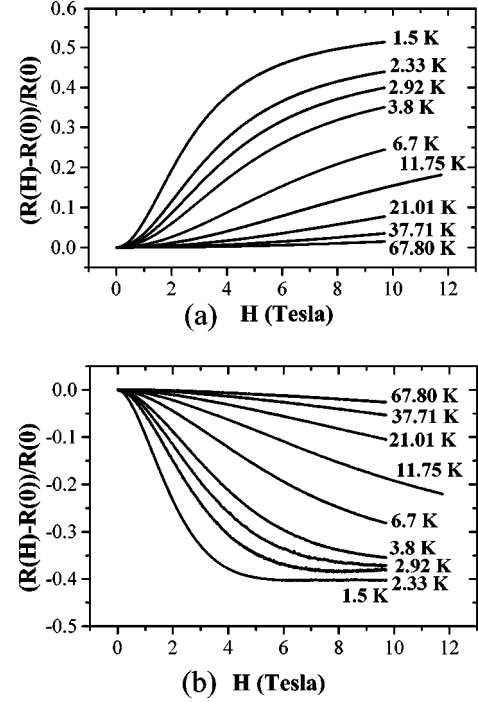 0.6
1.5 K
0.5
2.33 K
0.4
2.92 K
3.8 K
0.3
6.7 K
11.75 K
0.2
21.01 K
0.1
37.71 K
0.0
67.80 K
0 2 4 6 8 10 12
(a) H (Tesla)
(R(H)-R(0))/R(0)
0.0
67.80 K
37.71 K
-0.1
21.01 K
11.75 K
-0.2
6.7 K
-0.3
3.8 K
2.92 K
-0.4
2.33 K
1.5 K
-0.5
0 2 4 6 8 10 12
(b) H (Tesla)
(R(H)-R(0))/R(0)